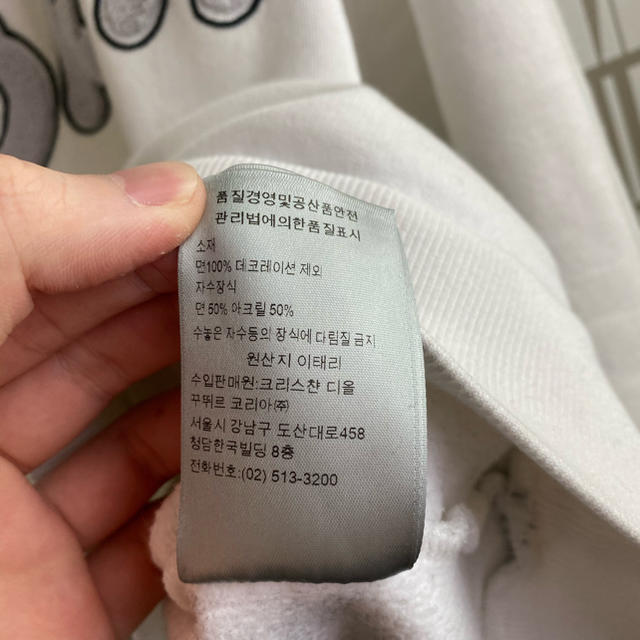 품질경영및공산품안전
관리법에의한품질표시
소재
면100% 데코레이션 제외
자수장식
면 50% 아크릴 50%
수놓은 자수등의 장식에 다림질 금지
원산지 이태리
수입판매원:크리스챤 디올
꾸뛰르 코리아㈜
서울시 강남구 도산대로458
청담한국빌딩 8층
전화번호:(02) 513-3200